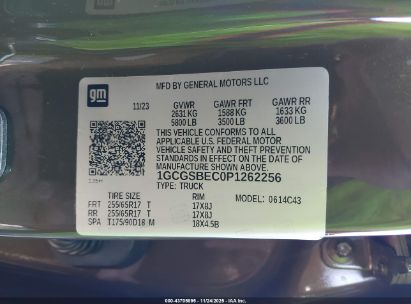 gm
MFD BY GENERAL MOTORS LLC
11/23 GVWR GAWR FRT GAWR RR
2631 KG 1588 KG 1633 KG
5800 LB 3500 LB 3600 LB
THIS VEHICLE CONFORMS TO ALL
APPLICABLE U.S. FEDERAL MOTOR
VEHICLE SAFETY AND THEFT PREVENTION
STANDARDS IN EFFECT ON THE DATE OF
MANUFACTURE SHOWN ABOVE.
1GCGSBEC0P1262256
TYPE: TRUCK
TIRE SIZE RIM MODEL: 0614C43
FRT 255/65R17 T 17X8J
RR 255/65R17 T 17X8J
SPA T175/90D18 M 18X4.5B